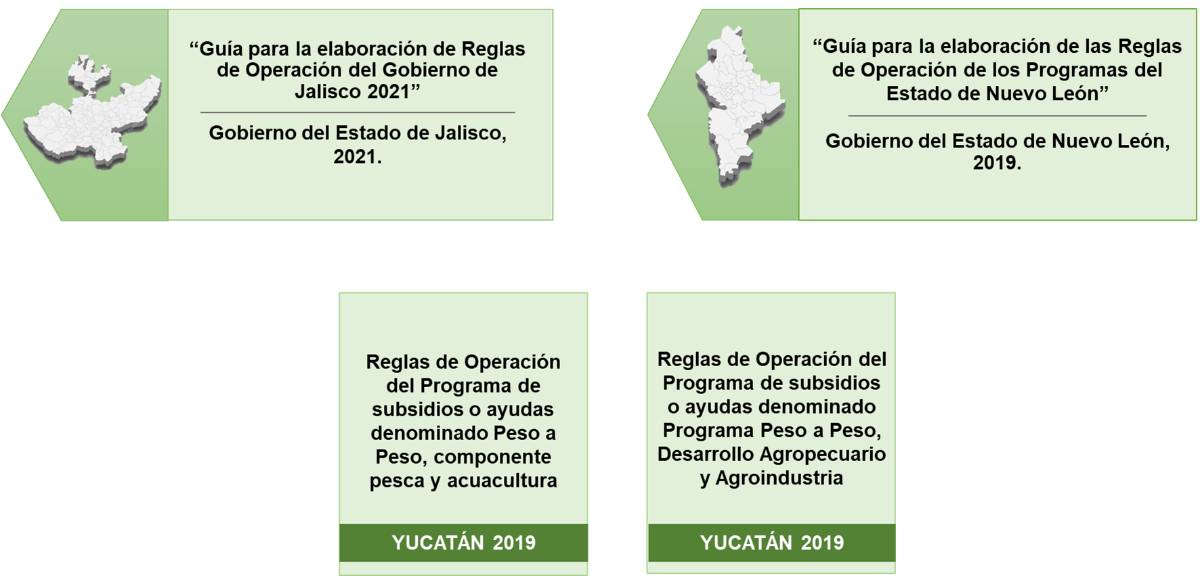 “Guía para la elaboración de Reglas
de Operación del Gobierno de
Jalisco 2021”
Gobierno del Estado de Jalisco,
2021.
“Guía para la elaboración de las Reglas
de Operación de los Programas del
Estado de Nuevo León”
Gobierno del Estado de Nuevo León,
2019.
Reglas de Operación
del Programa de
subsidios o ayudas
denominado Peso a
Peso, componente
pesca y acuacultura
YUCATÁN 2019
Reglas de Operación del
Programa de subsidios
o ayudas denominado
Programa Peso a Peso,
Desarrollo Agropecuario
y Agroindustria
YUCATÁN 2019